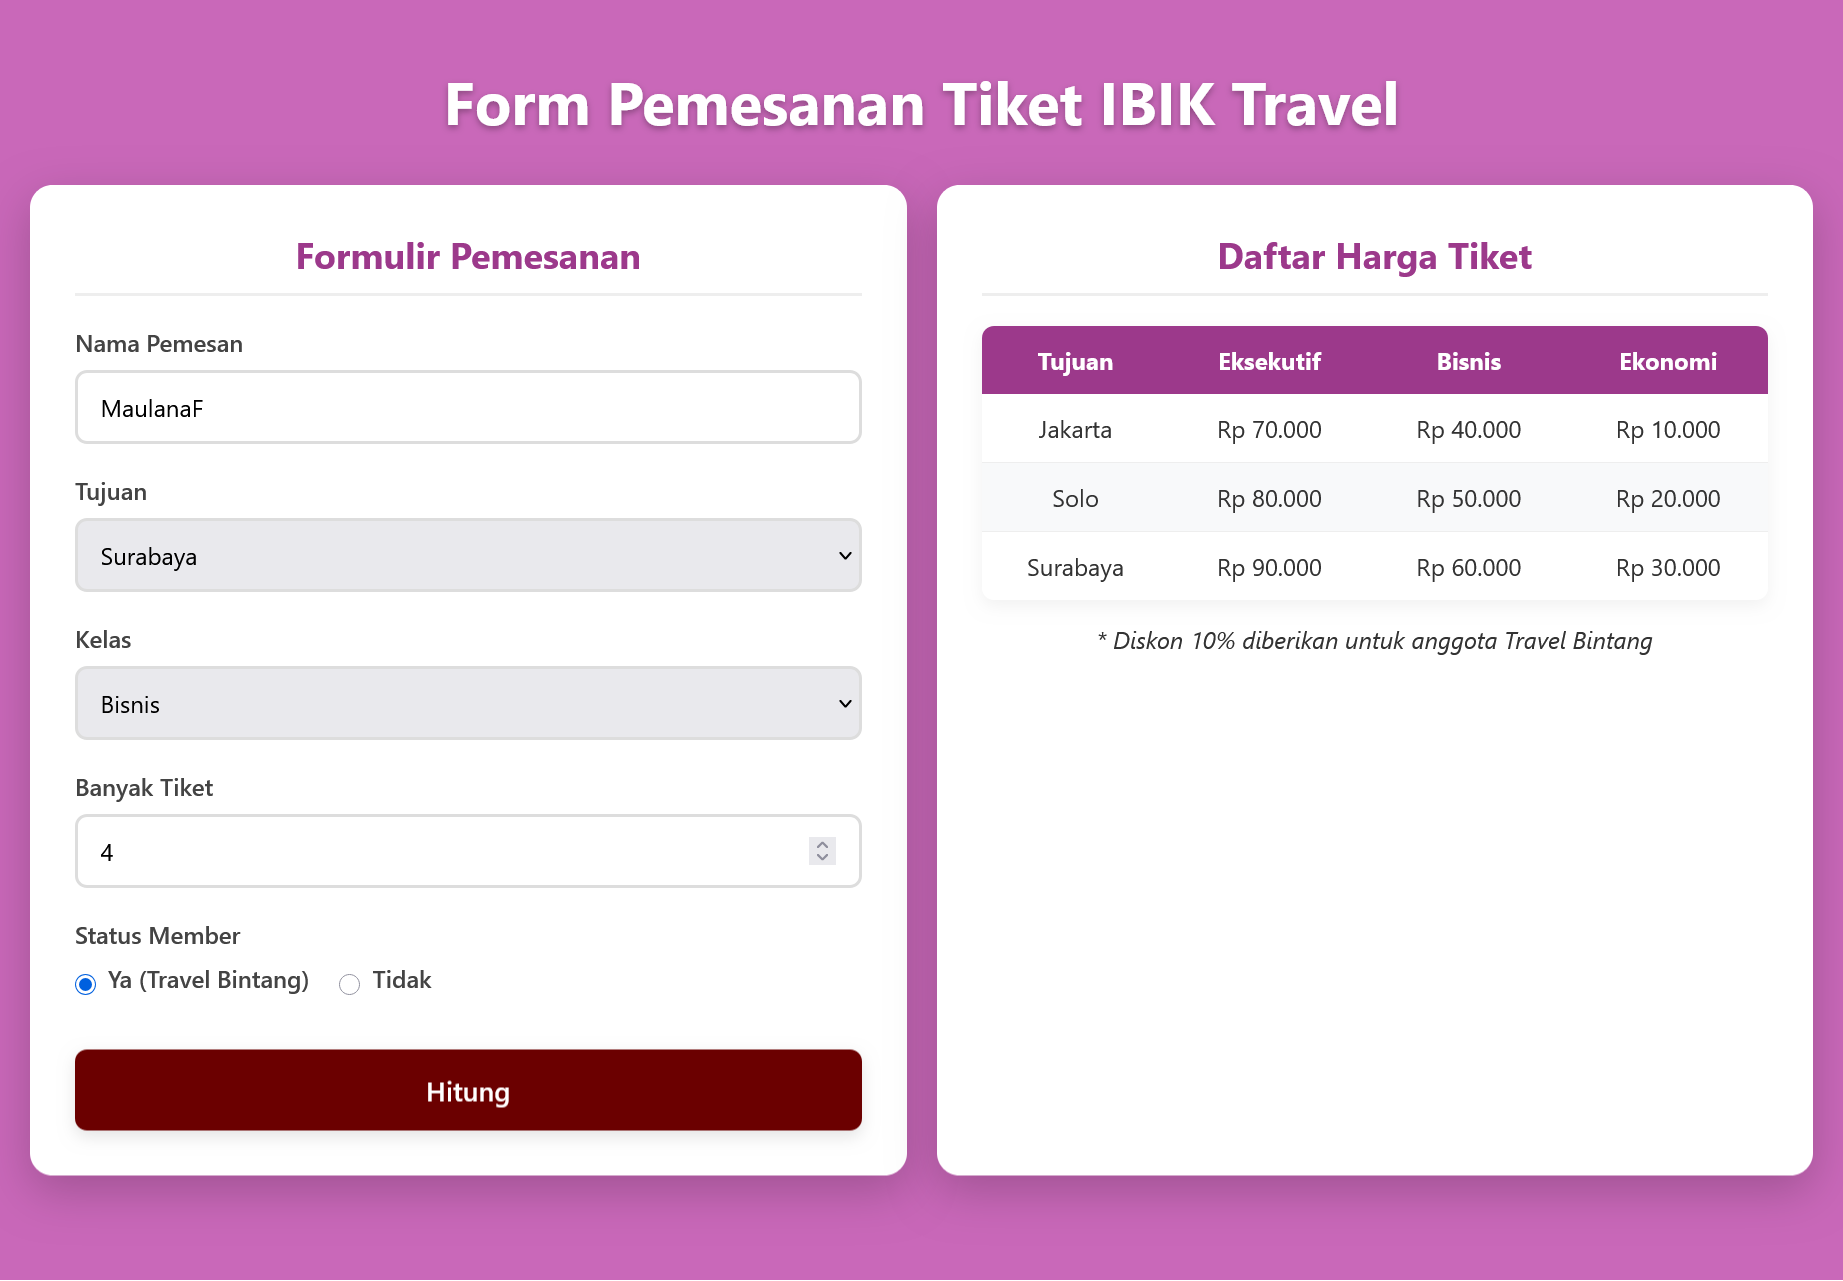 Form Pemesanan Tiket IBIK Travel
Formulir Pemesanan
Nama Pemesan
MaulanaF
Tujuan
Surabaya
Kelas
Bisnis
Banyak Tiket
4
Status Member
Ya (Travel Bintang) Tidak
Hitung
Daftar Harga Tiket
Tujuan Eksekutif Bisnis Ekonomi
Jakarta Rp 70.000 Rp 40.000 Rp 10.000
Solo Rp 80.000 Rp 50.000 Rp 20.000
Surabaya Rp 90.000 Rp 60.000 Rp 30.000
* Diskon 10% diberikan untuk anggota Travel Bintang